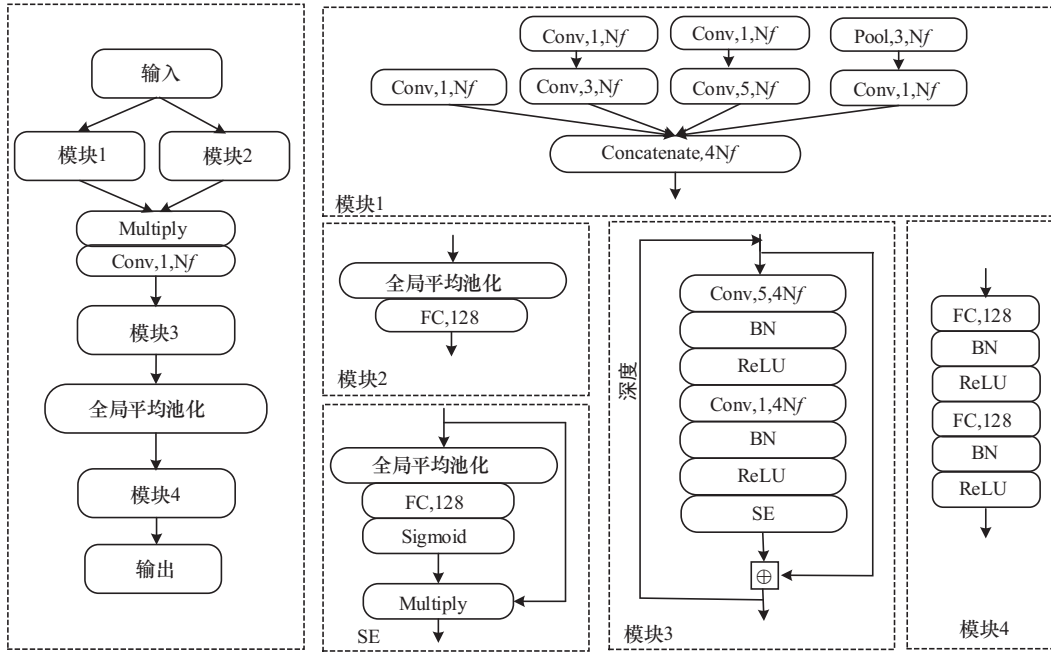 输入
模块1
模块2
Multiply
Conv,1,Nf
模块3
全局平均池化
模块4
输出
Conv,1,Nf
Conv,1,Nf
Pool,3,Nf
Conv,1,Nf
Conv,3,Nf
Conv,5,Nf
Conv,1,Nf
Concatenate,4Nf
模块1
全局平均池化
FC,128
模块2
全局平均池化
FC,128
Sigmoid
Multiply
SE
Conv,5,4Nf
BN
ReLU
Conv,1,4Nf
BN
ReLU
SE
⊕
深度
模块3
FC,128
BN
ReLU
FC,128
BN
ReLU
模块4